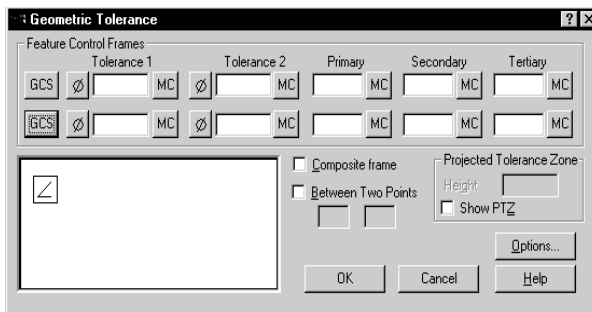 Geometric Tolerance
Feature Control Frames
Tolerance 1 Tolerance 2 Primary Secondary Tertiary
GCS Ø MC Ø MC MC MC MC
GCS Ø MC Ø MC MC MC MC
Composite frame
Between Two Points
Projected Tolerance Zone
Height
Show PTZ
Options...
OK Cancel Help